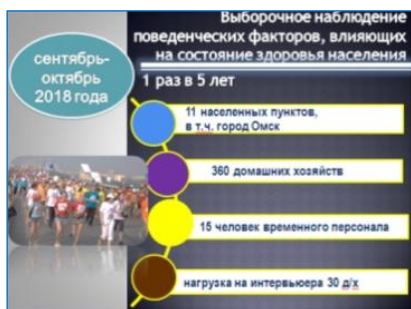 Выборочное наблюдение
поведенческих факторов, влияющих
на состояние здоровья населения
сентябрь-
октябрь
2018 года
1 раз в 5 лет
11 населенных пунктов,
в т.ч. город Омск
360 домашних хозяйств
15 человек временного персонала
нагрузка на интервьюера 30 д/х